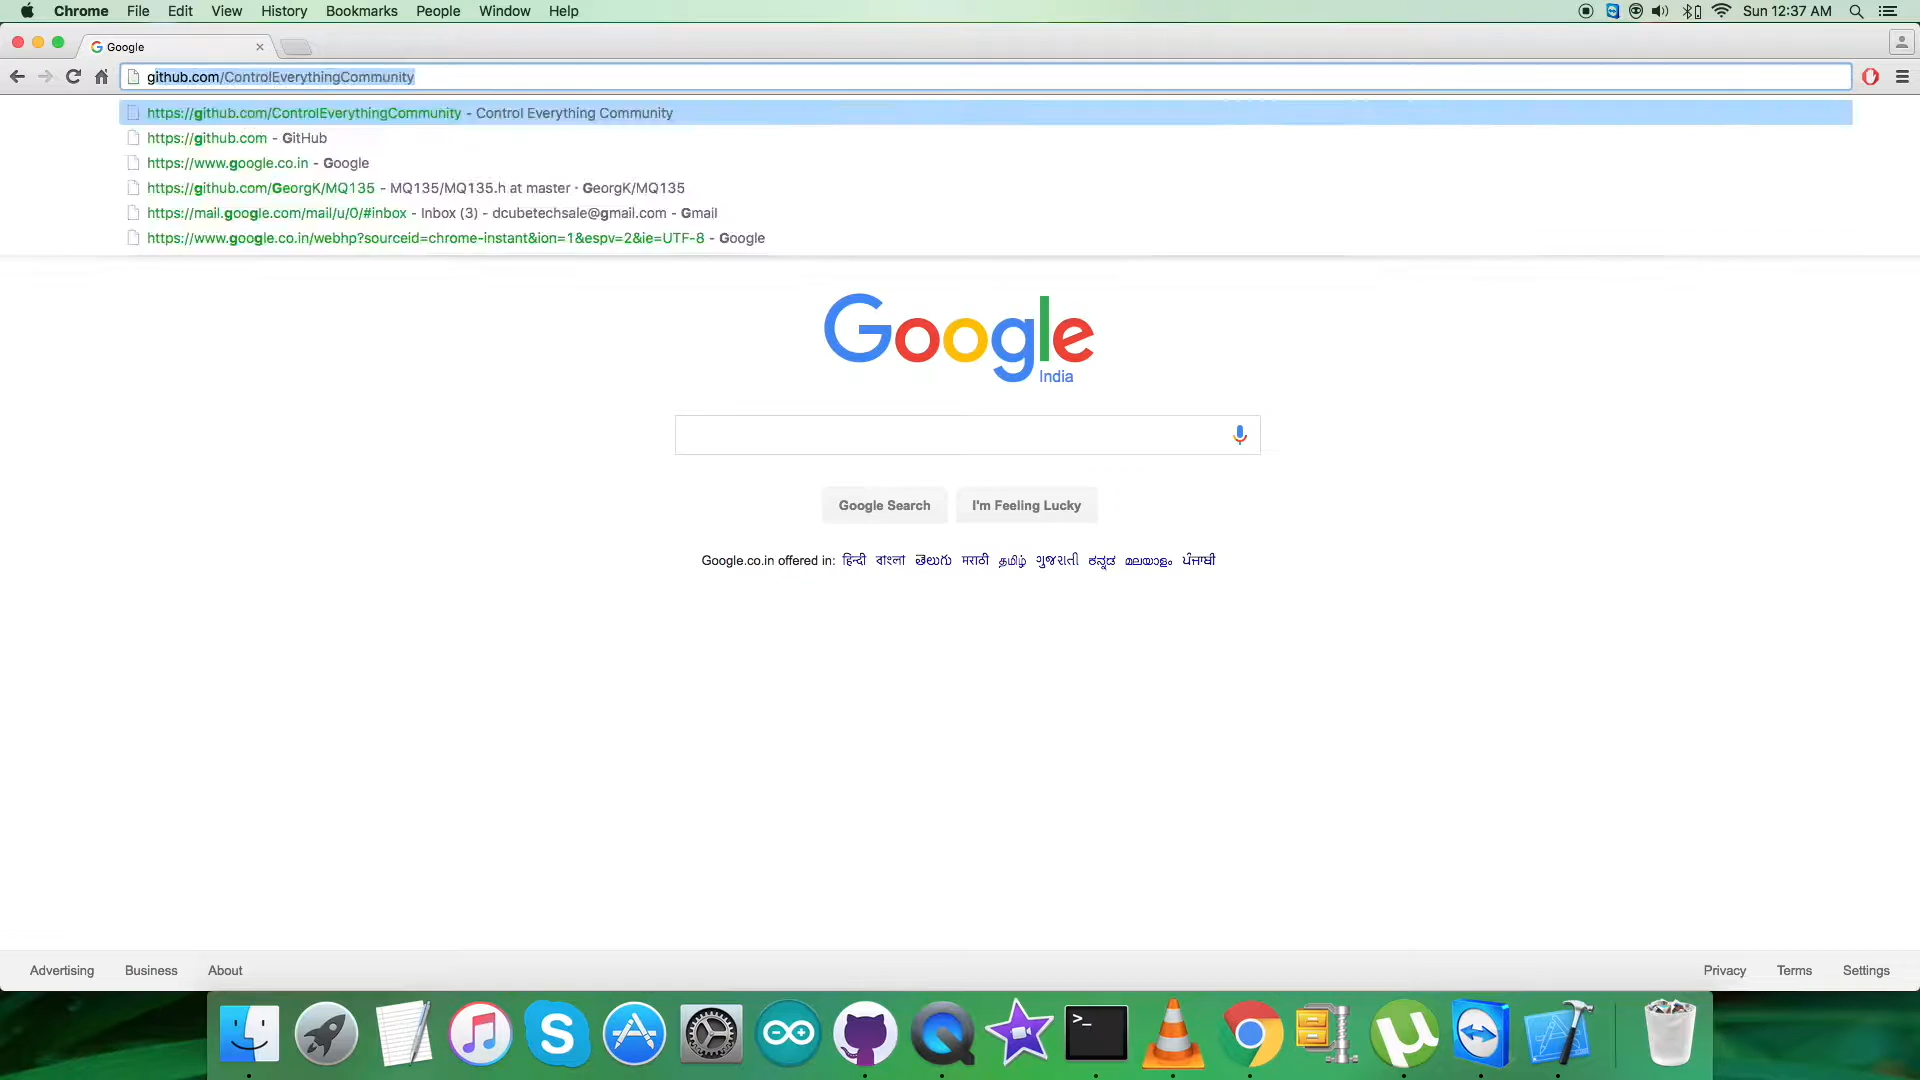 Chrome File Edit View History Bookmarks People Window Help Sun 12:37 AM
Google
github.com/ControlEverythingCommunity
https://github.com/ControlEverythingCommunity - Control Everything Community
https://github.com - GitHub
https://www.google.co.in - Google
https://github.com/GeorgK/MQ135 - MQ135/MQ135.h at master · GeorgK/MQ135
https://mail.google.com/mail/u/0/#inbox - Inbox (3) - dcubetechsale@gmail.com - Gmail
https://www.google.co.in/webhp?sourceid=chrome-instant&ion=1&espv=2&ie=UTF-8 - Google
Google
India
Google Search I'm Feeling Lucky
Google.co.in offered in: हिन्दी বাংলা తెలుగు मराठी தமிழ் ગુજરાતી ಕನ್ನಡ മലയാളം ਪੰਜਾਬੀ
Advertising Business About Privacy Terms Settings